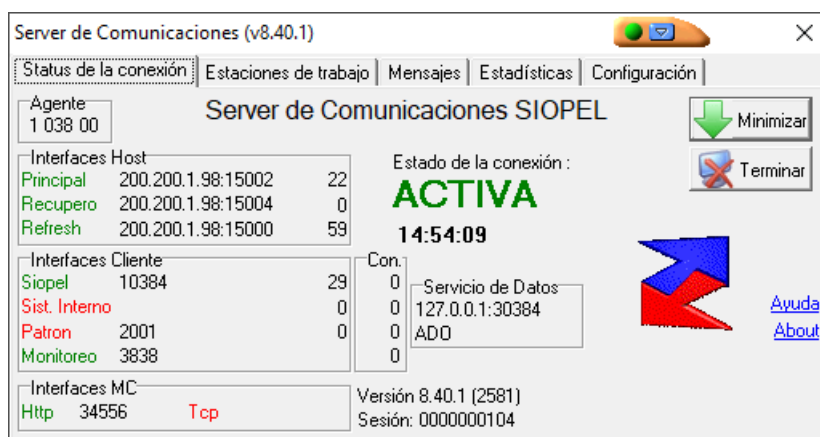 Server de Comunicaciones (v8.40.1)
Status de la conexión Estaciones de trabajo Mensajes Estadísticas Configuración
Agente
1 038 00
Server de Comunicaciones SIOPEL
Minimizar
Terminar
Interfaces Host
Principal 200.200.1.98:15002 22
Recupero 200.200.1.98:15004 0
Refresh 200.200.1.98:15000 59
Estado de la conexión :
ACTIVA
14:54:09
Interfaces Cliente
Siopel 10384 29
Sist. Interno 0
Patron 2001 0
Monitoreo 3838
Con.
0
0
0
0
Servicio de Datos
127.0.0.1:30384
ADO
Ayuda
About
Interfaces MC
Http 34556 Tcp
Versión 8.40.1 (2581)
Sesión: 0000000104